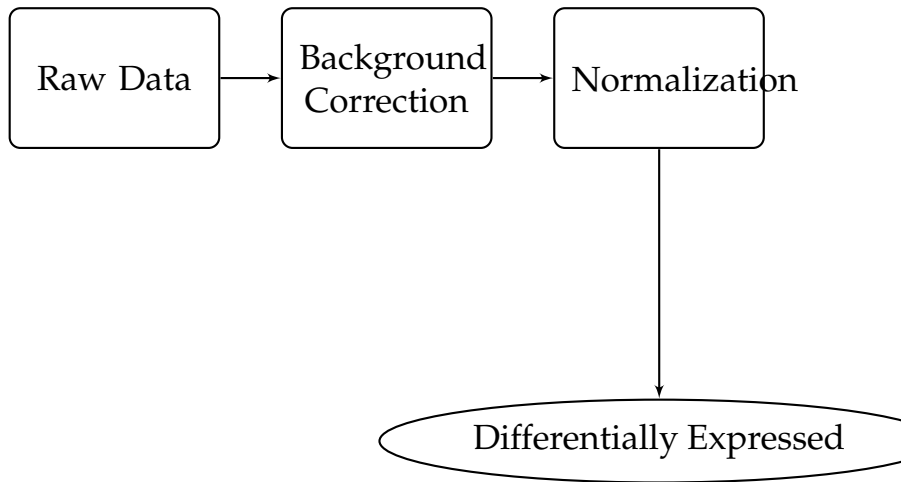 Raw Data
Background
Correction
Normalization
Differentially Expressed